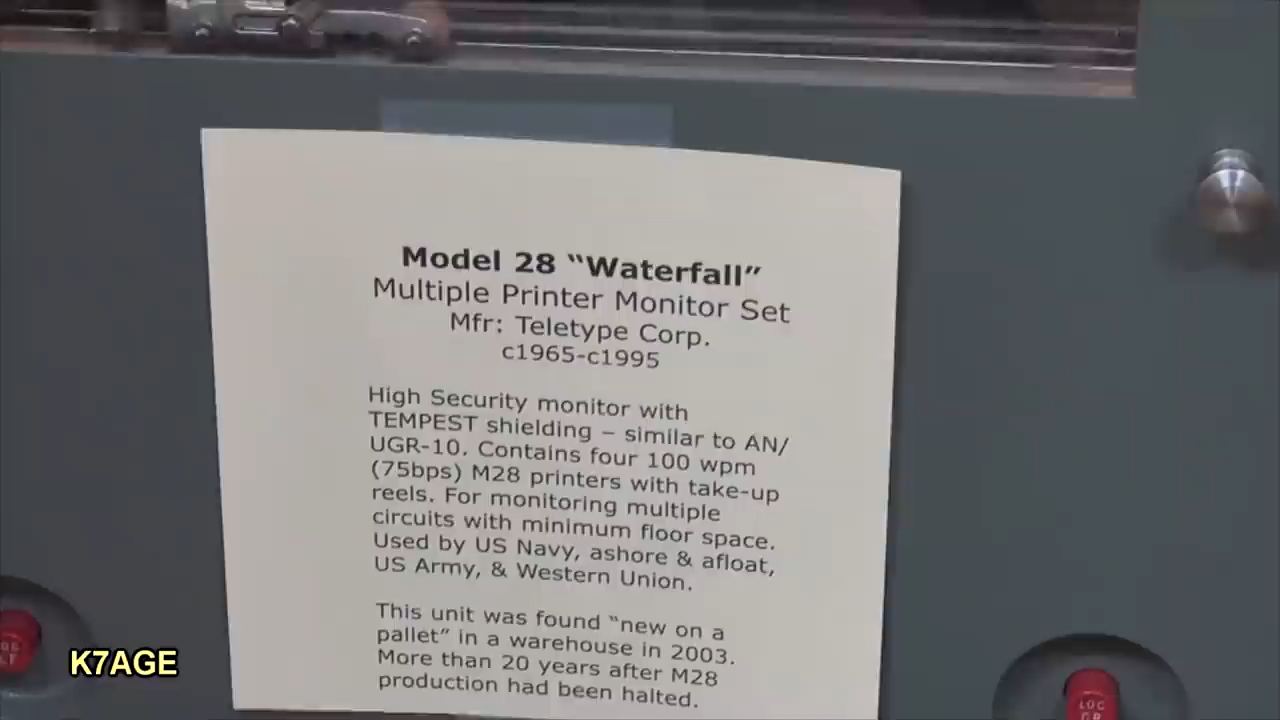 Model 28 “Waterfall”
Multiple Printer Monitor Set
Mfr: Teletype Corp.
c1965-c1995
High Security monitor with
TEMPEST shielding – similar to AN/
UGR-10. Contains four 100 wpm
(75bps) M28 printers with take-up
reels. For monitoring multiple
circuits with minimum floor space.
Used by US Navy, ashore & afloat,
US Army, & Western Union.
This unit was found “new on a
pallet” in a warehouse in 2003.
More than 20 years after M28
production had been halted.
K7AGE
LOC